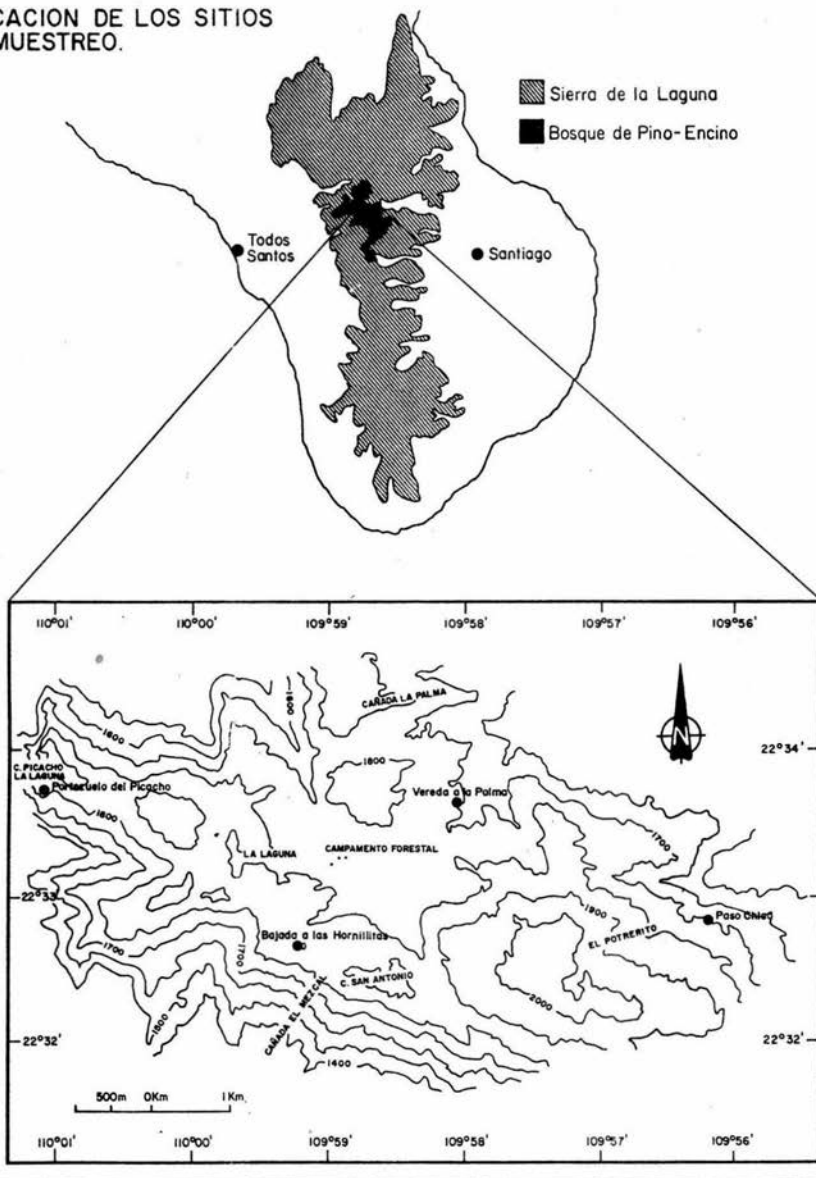 CACION DE LOS SITIOS
MUESTREO.
Sierra de la Laguna
Bosque de Pino-Encino
Todos
Santos
Santiago
110°01'
110°00'
109°59'
109°58'
109°57'
109°56'
CAÑADA LA PALMA
1800
1600
N
22°34'
C. PICACHO
LA LAGUNA
Portezuelo del Picacho
1800
Vereda a la Palma
1800
1700
LA LAGUNA
CAMPAMENTO FORESTAL
22°33'
1900
Paso Chico
Bajada a las Hornillitas
EL POTRERITO
1700
1700
C. SAN ANTONIO
2000
CAÑADA EL MEZCAL
1500
22°32'
22°32'
1400
500m 0Km 1Km
110°01'
110°00'
109°59'
109°58'
109°57'
109°56'